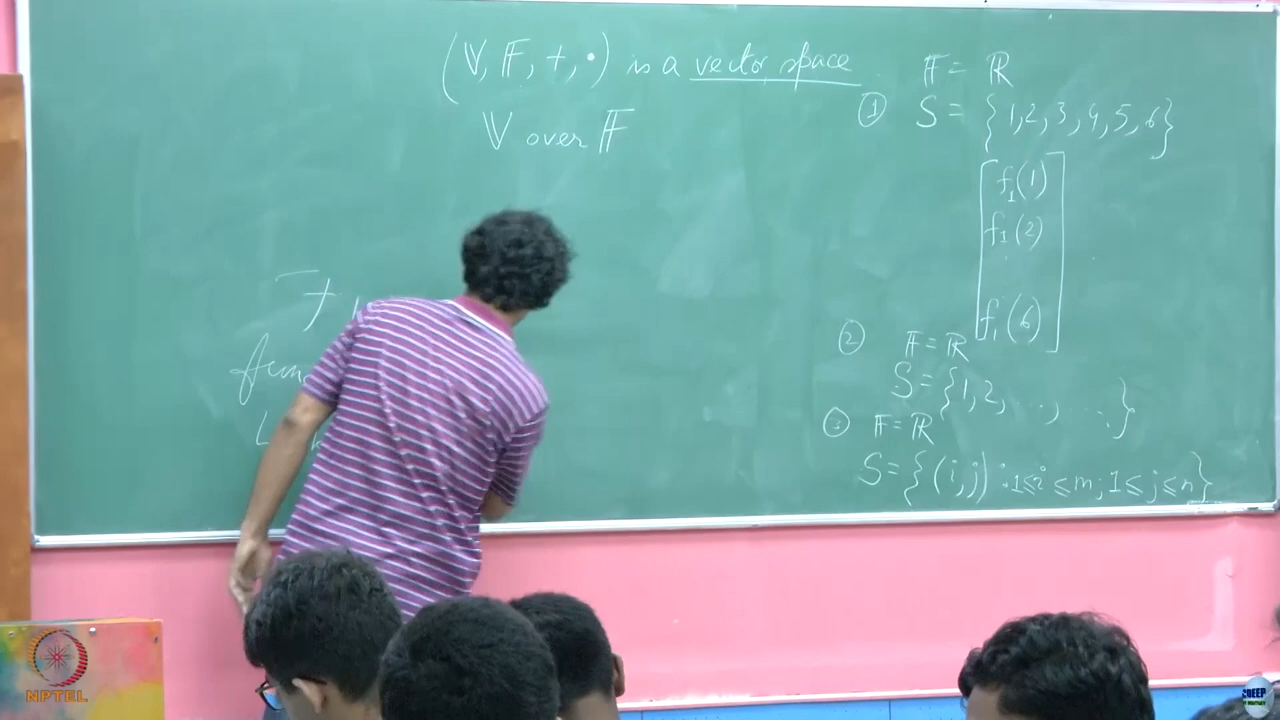 (𝕍, 𝔽, +, ·) is a vector space
𝕍 over 𝔽
𝔽 = ℝ
① S = {1,2,3,4,5,6}
[f₁(1)
f₁(2)
⋮
f₁(6)]
② 𝔽 = ℝ
S = {1, 2, ..., ...}
③ 𝔽 = ℝ
S = {(i,j) : 1≤i≤m; 1≤j≤n}
NPTEL